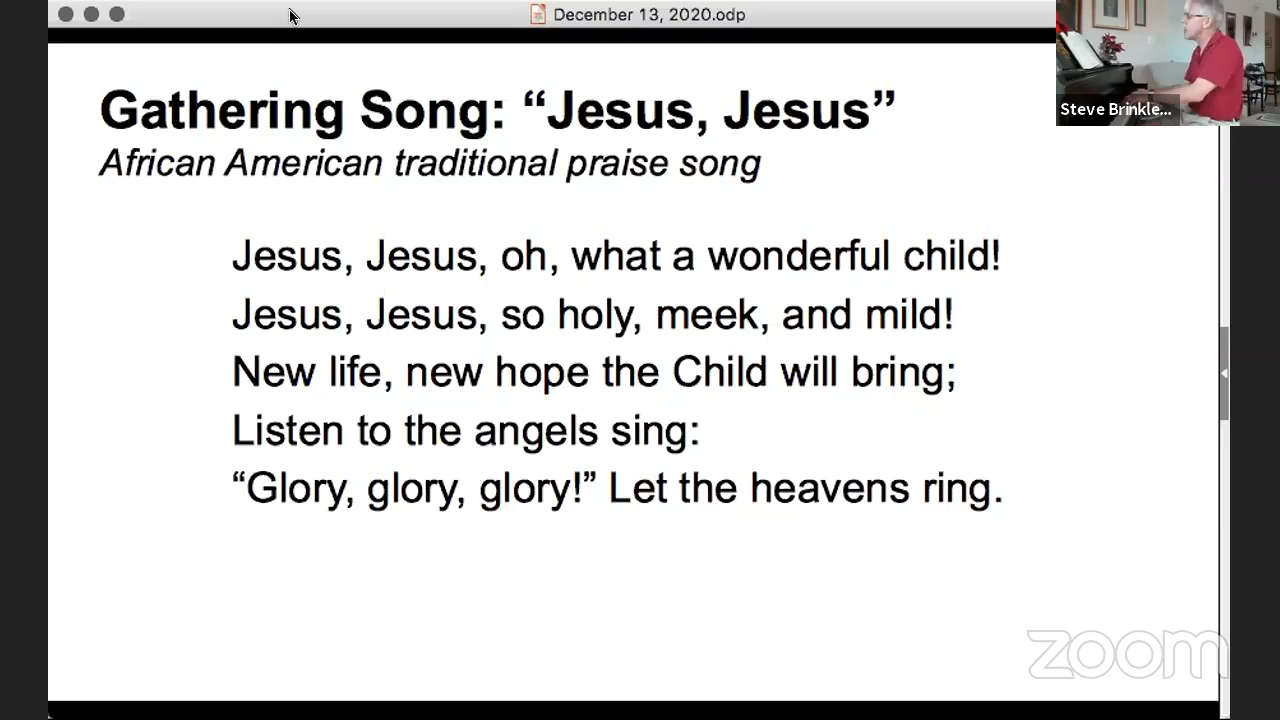 December 13, 2020.odp
Steve Brinkle...
Gathering Song: “Jesus, Jesus”
African American traditional praise song
Jesus, Jesus, oh, what a wonderful child!
Jesus, Jesus, so holy, meek, and mild!
New life, new hope the Child will bring;
Listen to the angels sing:
“Glory, glory, glory!” Let the heavens ring.
zoom